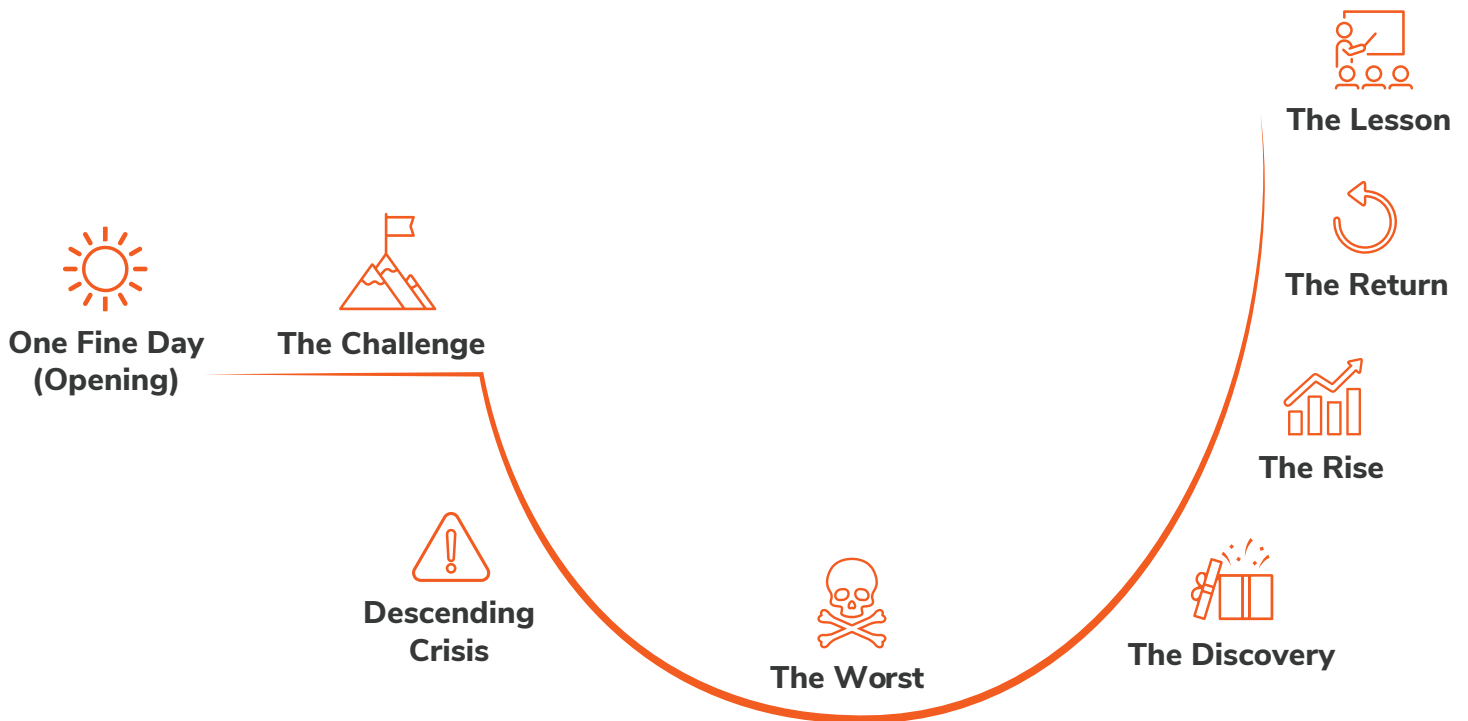 One Fine Day
(Opening)
The Challenge
Descending
Crisis
The Worst
The Discovery
The Rise
The Return
The Lesson